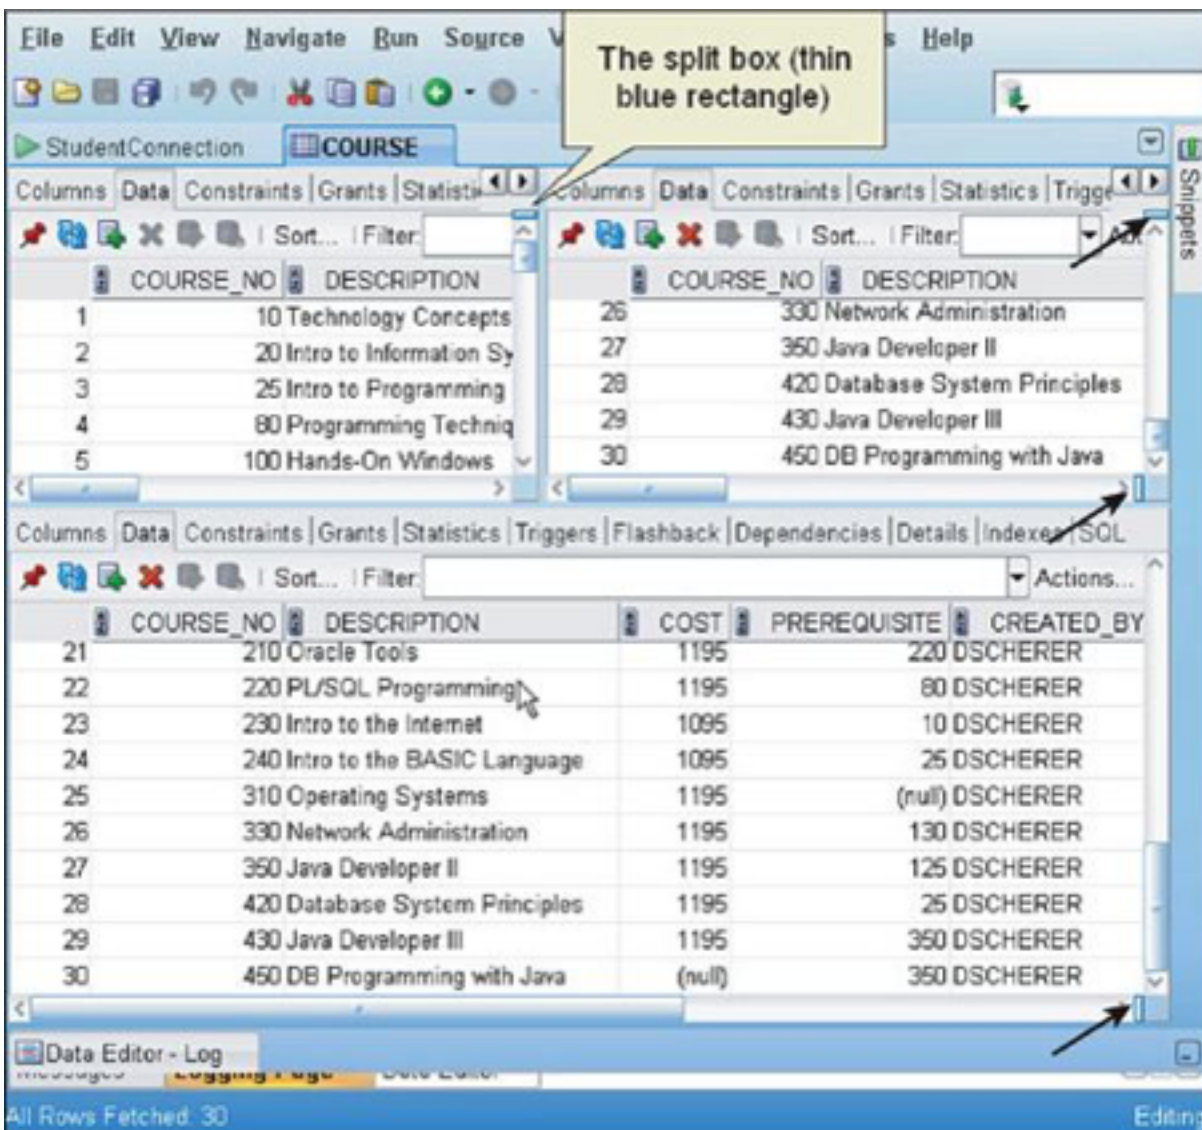 File Edit View Navigate Run Source V
s Help
The split box (thin
blue rectangle)
StudentConnection COURSE
Snippets
Columns Data Constraints Grants Statisti
Sort... Filter:
COURSE_NO DESCRIPTION
1 10 Technology Concepts
2 20 Intro to Information Sy
3 25 Intro to Programming
4 80 Programming Techniq
5 100 Hands-On Windows
Columns Data Constraints Grants Statistics Trigge
Sort... Filter:
COURSE_NO DESCRIPTION
26 330 Network Administration
27 350 Java Developer II
28 420 Database System Principles
29 430 Java Developer III
30 450 DB Programming with Java
Columns Data Constraints Grants Statistics Triggers Flashback Dependencies Details Indexes SQL
Sort... Filter: Actions...
COURSE_NO DESCRIPTION COST PREREQUISITE CREATED_BY
21 210 Oracle Tools 1195 220 DSCHERER
22 220 PL/SQL Programming 1195 80 DSCHERER
23 230 Intro to the Internet 1095 10 DSCHERER
24 240 Intro to the BASIC Language 1095 25 DSCHERER
25 310 Operating Systems 1195 (null) DSCHERER
26 330 Network Administration 1195 130 DSCHERER
27 350 Java Developer II 1195 125 DSCHERER
28 420 Database System Principles 1195 25 DSCHERER
29 430 Java Developer III 1195 350 DSCHERER
30 450 DB Programming with Java (null) 350 DSCHERER
Data Editor - Log
Messages Logging Page Data Editor
All Rows Fetched: 30 Editing